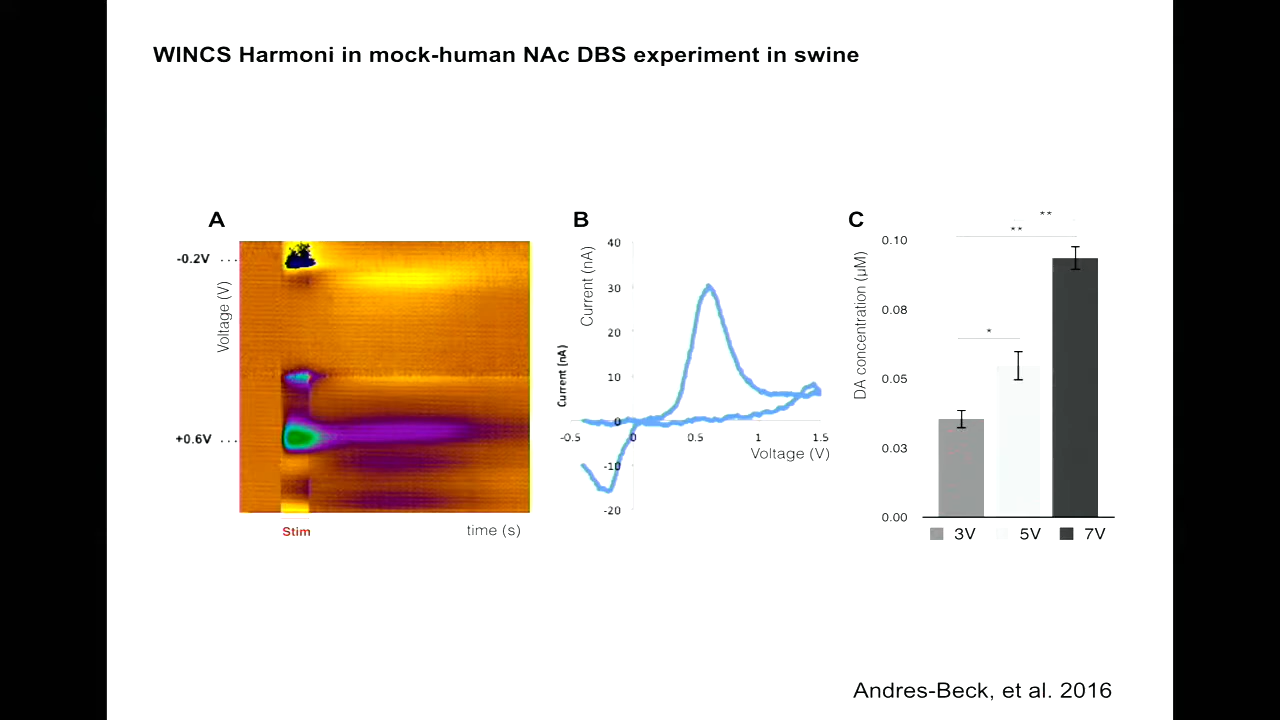 WINCS Harmoni in mock-human NAc DBS experiment in swine
A
-0.2V ...
Voltage (V)
+0.6V ...
Stim
time (s)
B
Current (nA)
Current (nA)
40
30
20
10
0
-10
-20
-0.5
0
0.5
1
1.5
Voltage (V)
C
**
**
*
DA concentration (µM)
0.10
0.08
0.05
0.03
0.00
3V
5V
7V
Andres-Beck, et al. 2016